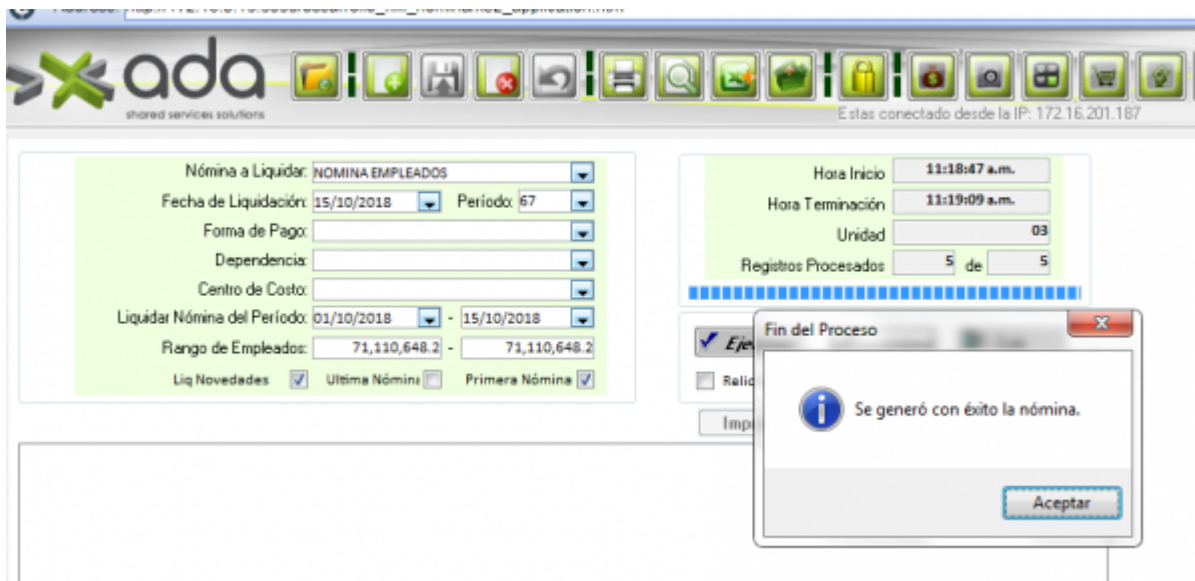 ada
shared services solutions
Estas conectado desde la IP: 172.16.201.187
Nómina a Liquidar: NOMINA EMPLEADOS
Fecha de Liquidación: 15/10/2018 Período: 67
Forma de Pago:
Dependencia:
Centro de Costo:
Liquidar Nómina del Período: 01/10/2018 - 15/10/2018
Rango de Empleados: 71,110,648.2 - 71,110,648.2
Liq Novedades Ultima Nómina Primera Nómina
Hora Inicio 11:18:47 a.m.
Hora Terminación 11:19:09 a.m.
Unidad 03
Registros Procesados 5 de 5
Fin del Proceso
Se generó con éxito la nómina.
Aceptar